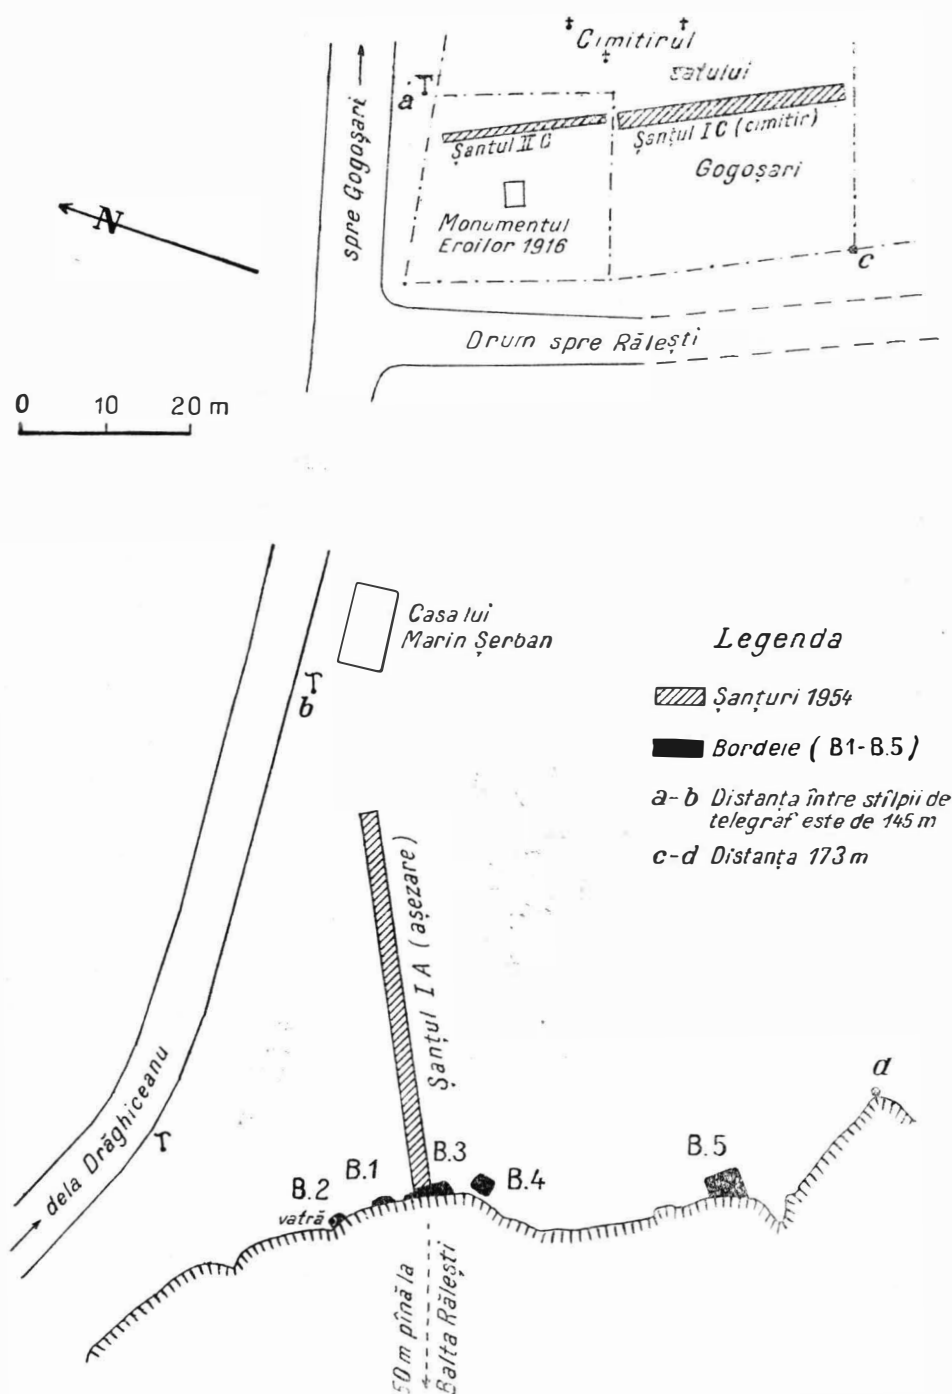 Cimitirul
satului
a
Șanțul II C
Șanțul I C (cimitir)
Gogoșari
spre Gogoșari
N
Monumentul
Eroilor 1916
c
Drum spre Rălești
0 10 20 m
Casa lui
Marin Șerban
b
Legenda
Șanțuri 1954
Bordeie ( B1-B.5 )
a-b Distanța între stîlpii de
telegraf este de 145 m
c-d Distanța 173 m
Șanțul I A ( așezare )
dela Drăghiceanu
d
B.3
B.5
B.1
B.4
B.2
vatră
50 m pînă la
Balta Rălești